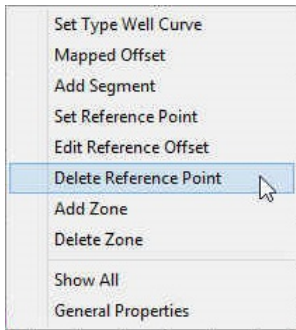 Set Type Well Curve
Mapped Offset
Add Segment
Set Reference Point
Edit Reference Offset
Delete Reference Point
Add Zone
Delete Zone
Show All
General Properties